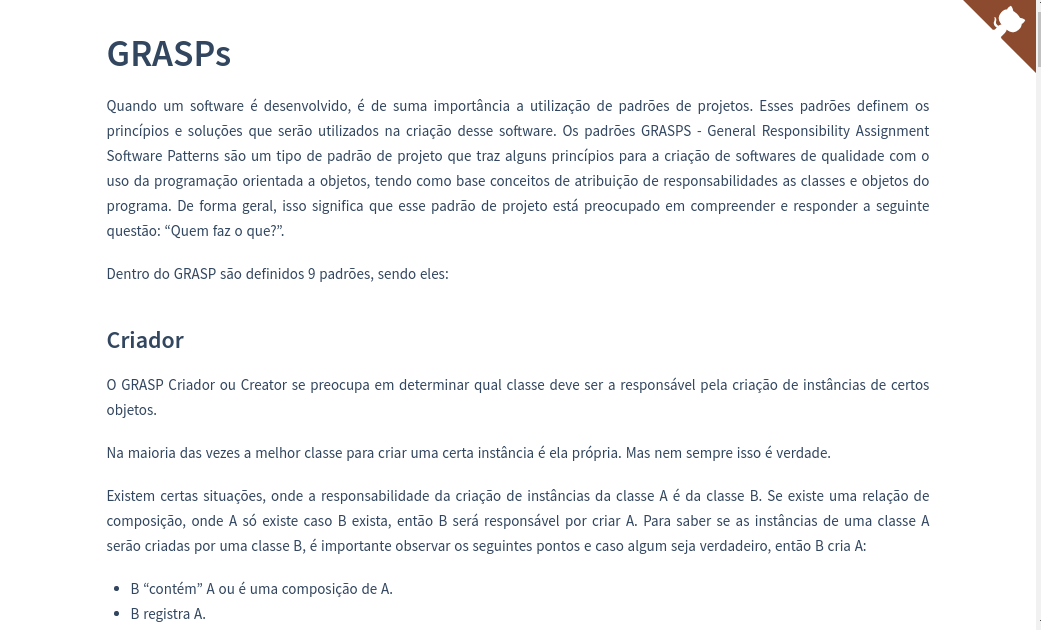 GRASPs
Quando um software é desenvolvido, é de suma importância a utilização de padrões de projetos. Esses padrões definem os
princípios e soluções que serão utilizados na criação desse software. Os padrões GRASPS - General Responsibility Assignment
Software Patterns são um tipo de padrão de projeto que traz alguns princípios para a criação de softwares de qualidade com o
uso da programação orientada a objetos, tendo como base conceitos de atribuição de responsabilidades as classes e objetos do
programa. De forma geral, isso significa que esse padrão de projeto está preocupado em compreender e responder a seguinte
questão: “Quem faz o que?”.
Dentro do GRASP são definidos 9 padrões, sendo eles:
Criador
O GRASP Criador ou Creator se preocupa em determinar qual classe deve ser a responsável pela criação de instâncias de certos
objetos.
Na maioria das vezes a melhor classe para criar uma certa instância é ela própria. Mas nem sempre isso é verdade.
Existem certas situações, onde a responsabilidade da criação de instâncias da classe A é da classe B. Se existe uma relação de
composição, onde A só existe caso B exista, então B será responsável por criar A. Para saber se as instâncias de uma classe A
serão criadas por uma classe B, é importante observar os seguintes pontos e caso algum seja verdadeiro, então B cria A:
• B “contém” A ou é uma composição de A.
• B registra A.